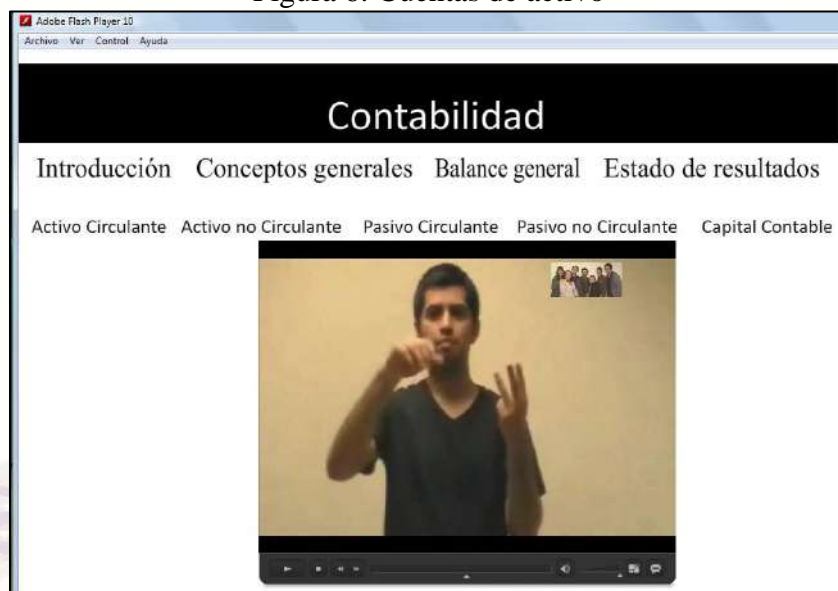 Figura 6. Cuentas de activo
Adobe Flash Player 10
Archivo Ver Control Ayuda
Contabilidad
Introducción Conceptos generales Balance general Estado de resultados
Activo Circulante Activo no Circulante Pasivo Circulante Pasivo no Circulante Capital Contable